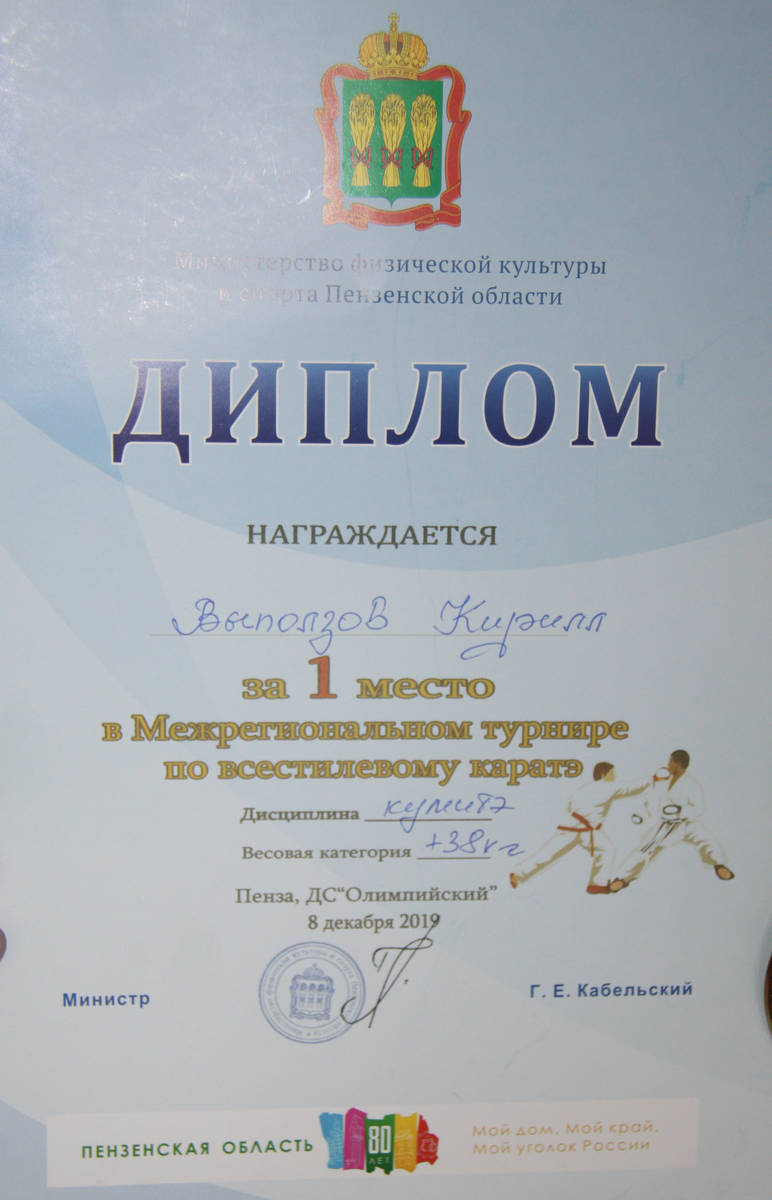 Министерство физической культуры
и спорта Пензенской области
ДИПЛОМ
НАГРАЖДАЕТСЯ
Выползов Кирилл
за 1 место
в Межрегиональном турнире
по всестилевому каратэ
Дисциплина кумитэ
Весовая категория +38кг
Пенза, ДС“Олимпийский”
8 декабря 2019
Министр
Г. Е. Кабельский
ПЕНЗЕНСКАЯ ОБЛАСТЬ
80
ЛЕТ
Мой дом. Мой край.
Мой уголок России